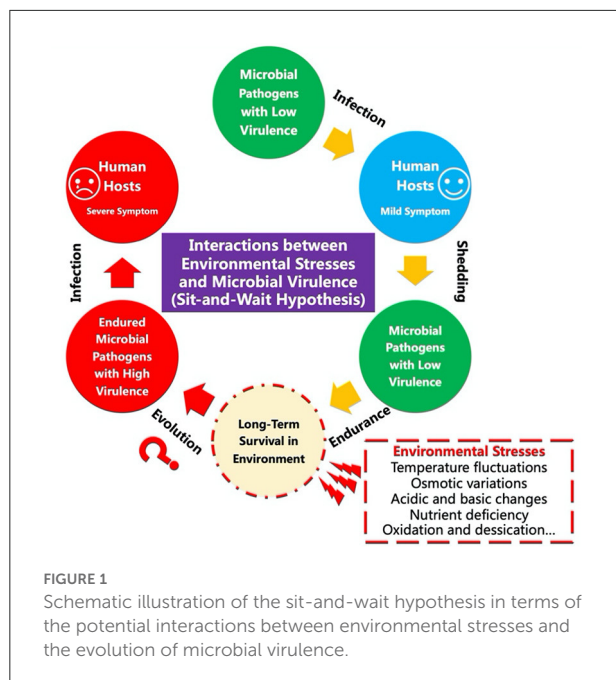 Microbial
Pathogens
with Low
Virulence
Infection
Human
Hosts
Mild Symptom
Shedding
Microbial
Pathogens
with Low
Virulence
Endurance
Long-Term
Survival in
Environment
Environmental Stresses
Temperature fluctuations
Osmotic variations
Acidic and basic changes
Nutrient deficiency
Oxidation and dessication...
Evolution
?
Endured
Microbial
Pathogens
with High
Virulence
Infection
Human
Hosts
Severe Symptom
Interactions between
Environmental Stresses
and Microbial Virulence
(Sit-and-Wait Hypothesis)
FIGURE 1
Schematic illustration of the sit-and-wait hypothesis in terms of
the potential interactions between environmental stresses and
the evolution of microbial virulence.